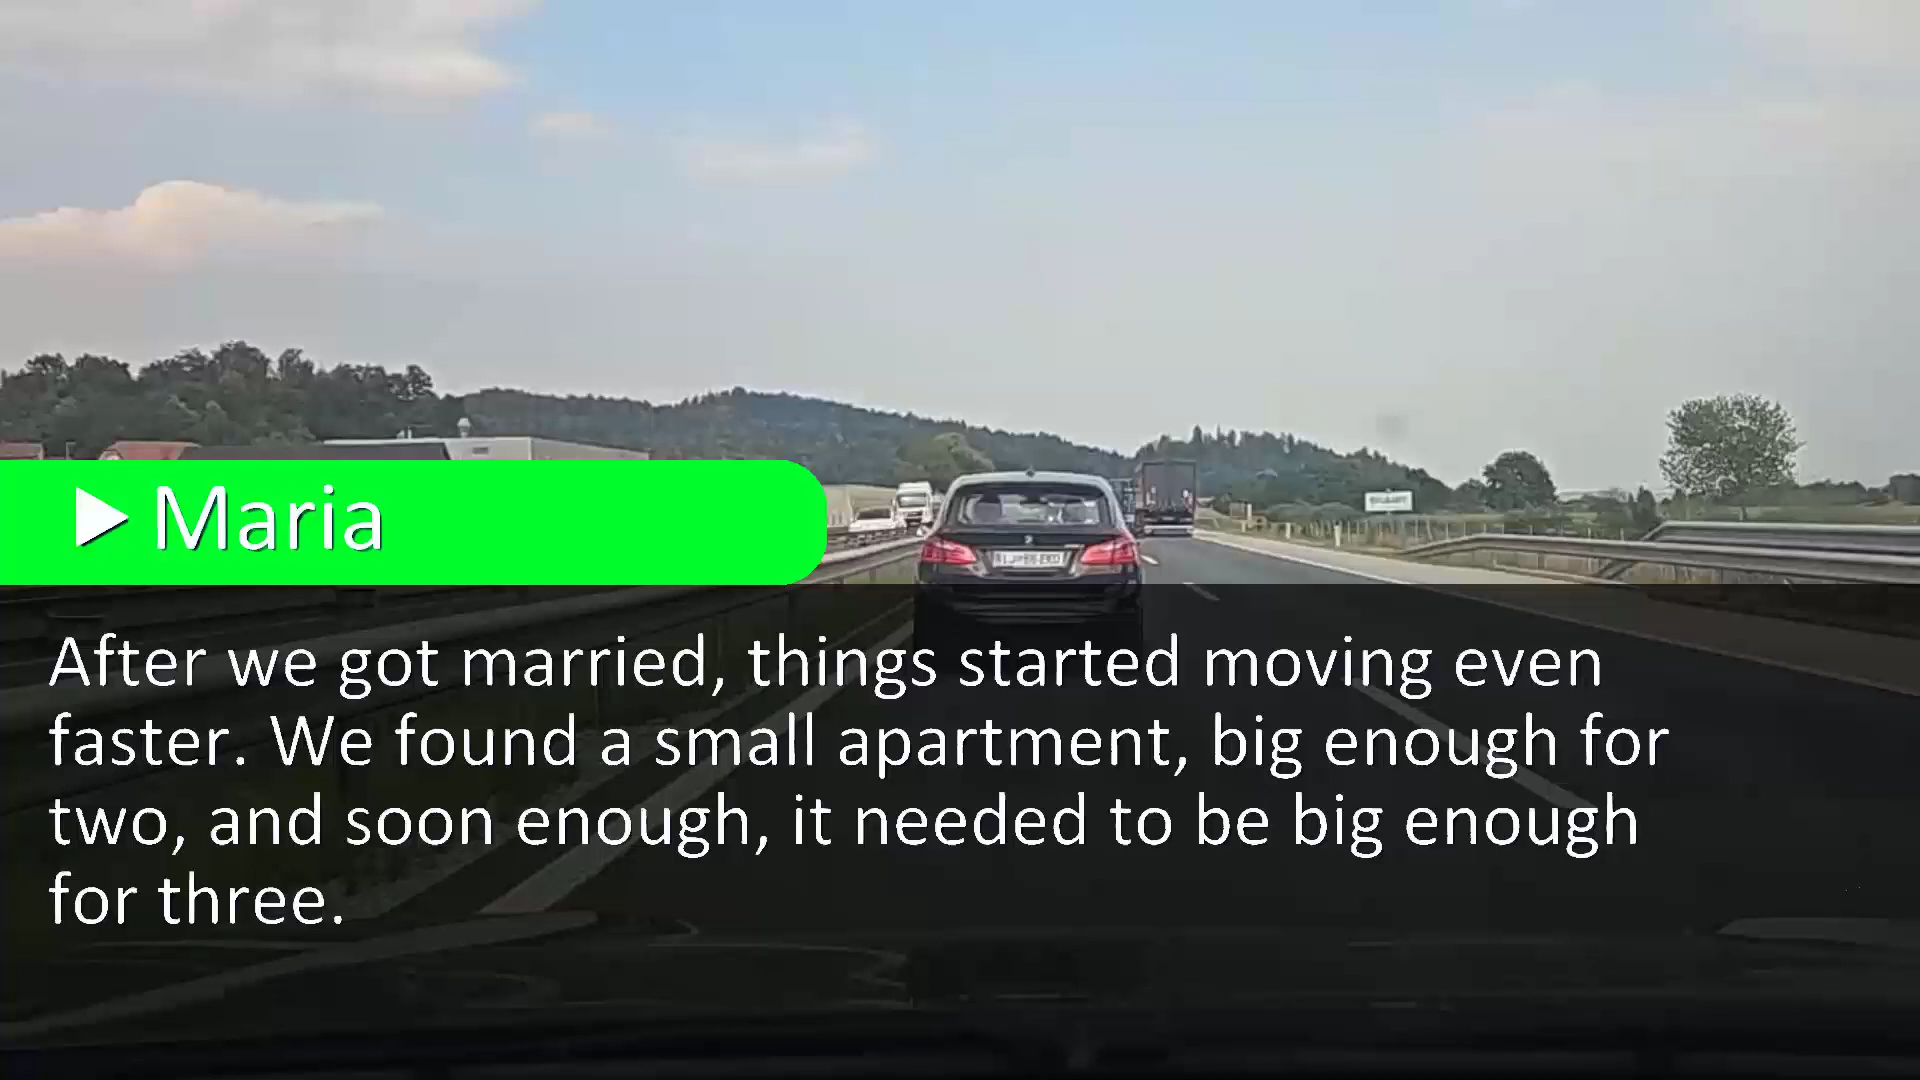 Maria
After we got married, things started moving even
faster. We found a small apartment, big enough for
two, and soon enough, it needed to be big enough
for three.